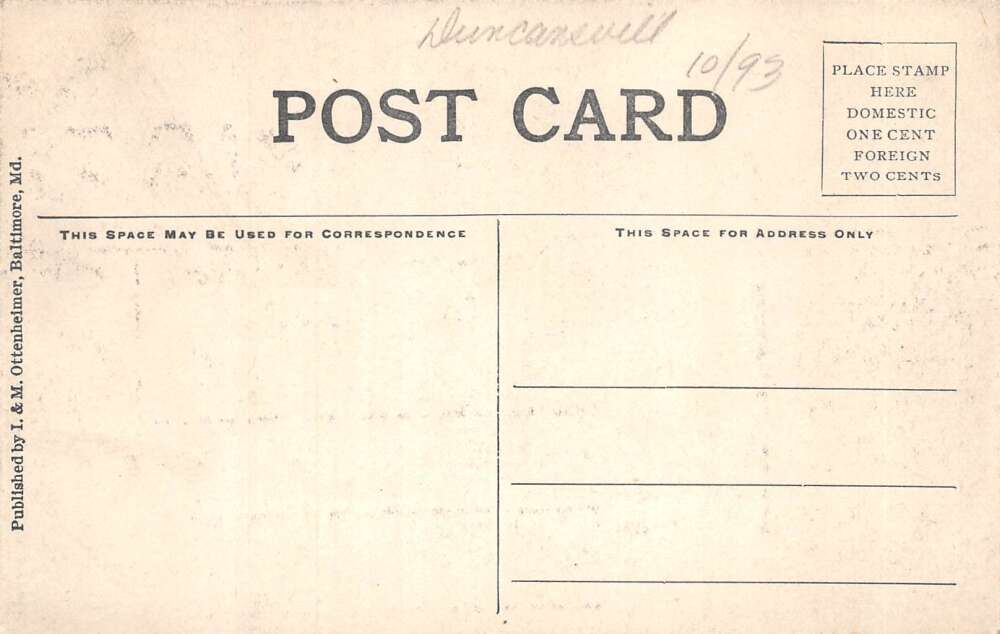 Duncansvill
10/93
POST CARD
PLACE STAMP
HERE
DOMESTIC
ONE CENT
FOREIGN
TWO CENTS
THIS SPACE MAY BE USED FOR CORRESPONDENCE
THIS SPACE FOR ADDRESS ONLY
Published by I. & M. Ottenheimer, Baltimore, Md.